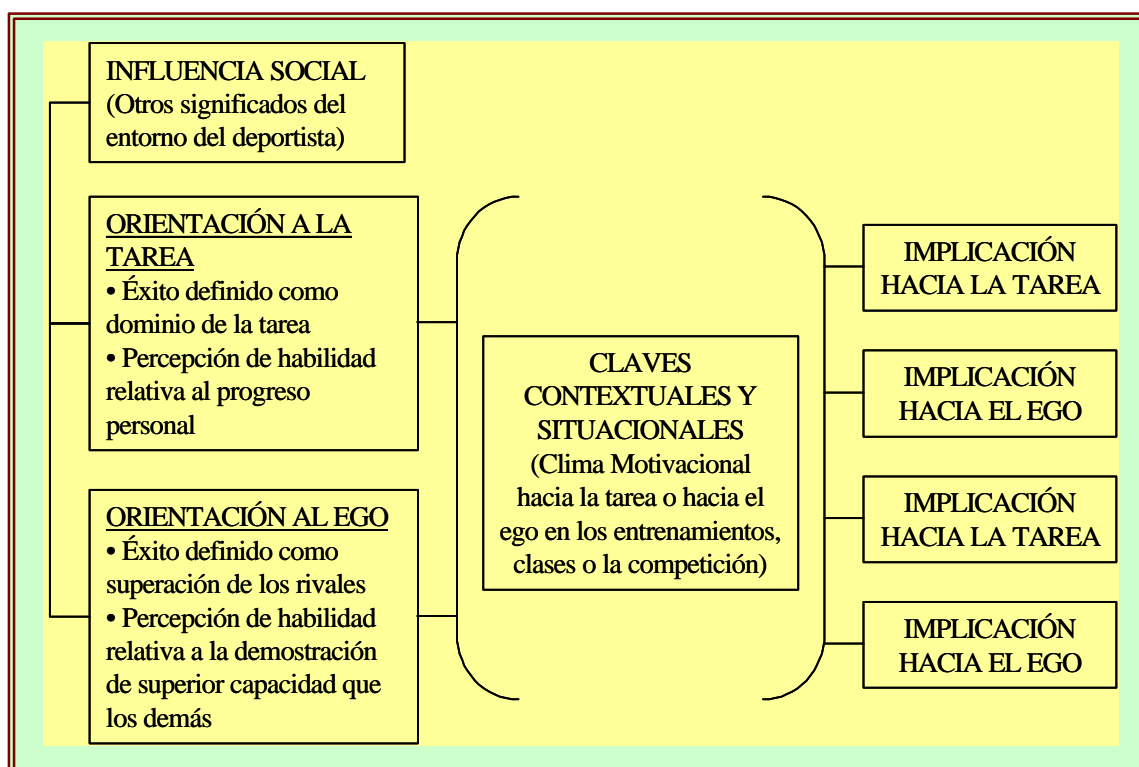 INFLUENCIA SOCIAL
(Otros significados del
entorno del deportista)
ORIENTACIÓN A LA
TAREA
• Éxito definido como
dominio de la tarea
• Percepción de habilidad
relativa al progreso
personal
ORIENTACIÓN AL EGO
• Éxito definido como
superación de los rivales
• Percepción de habilidad
relativa a la demostración
de superior capacidad que
los demás
CLAVES
CONTEXTUALES Y
SITUACIONALES
(Clima Motivacional
hacia la tarea o hacia el
ego en los entrenamientos,
clases o la competición)
IMPLICACIÓN
HACIA LA TAREA
IMPLICACIÓN
HACIA EL EGO
IMPLICACIÓN
HACIA LA TAREA
IMPLICACIÓN
HACIA EL EGO